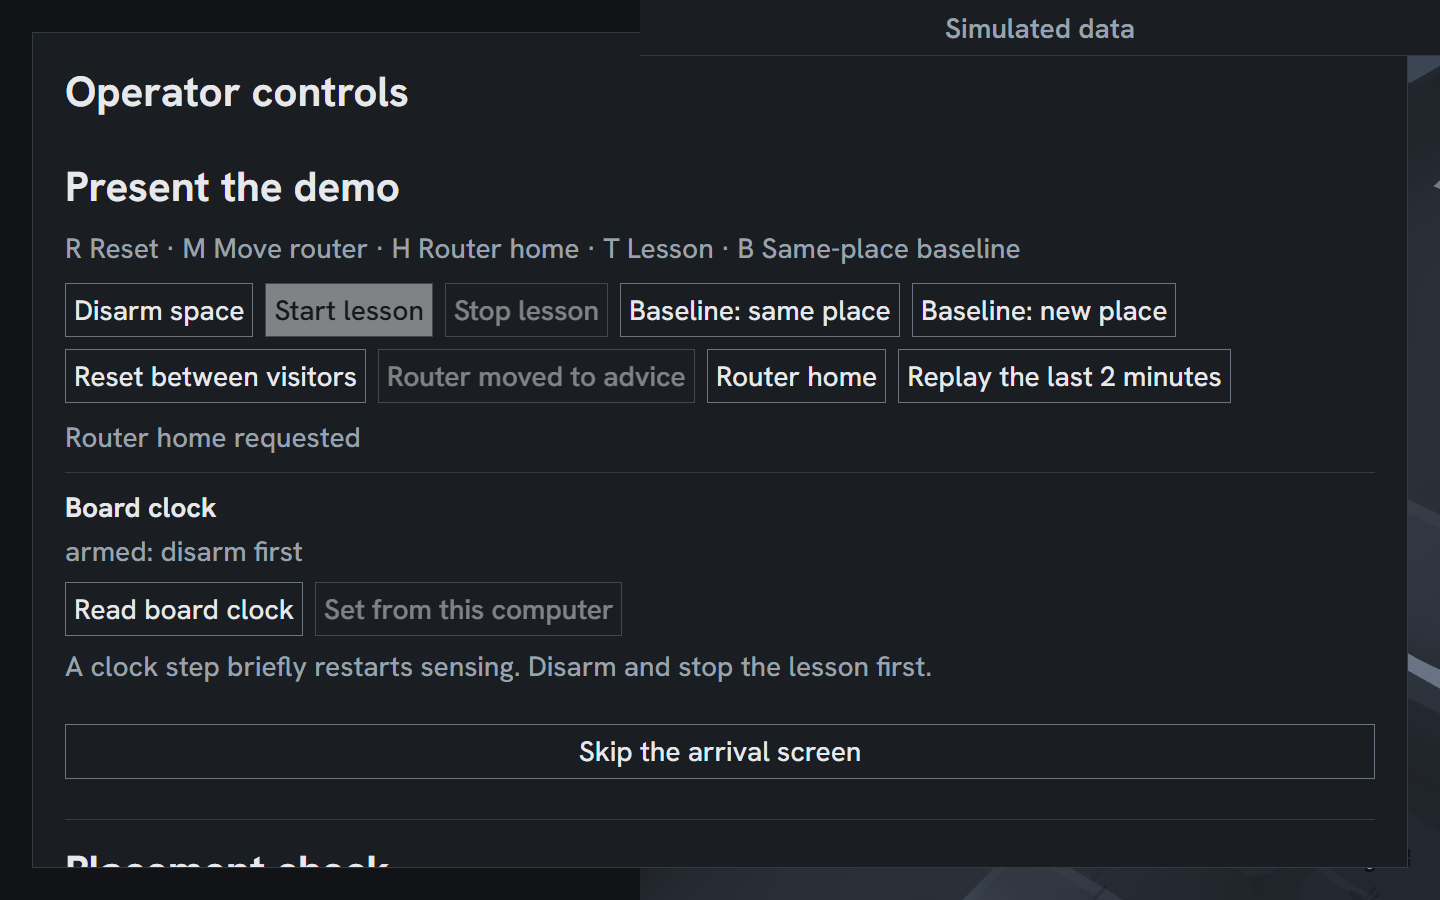 Simulated data
Operator controls
Present the demo
R Reset · M Move router · H Router home · T Lesson · B Same-place baseline
Disarm space Start lesson Stop lesson Baseline: same place Baseline: new place
Reset between visitors Router moved to advice Router home Replay the last 2 minutes
Router home requested
Board clock
armed: disarm first
Read board clock Set from this computer
A clock step briefly restarts sensing. Disarm and stop the lesson first.
Skip the arrival screen
Placement check